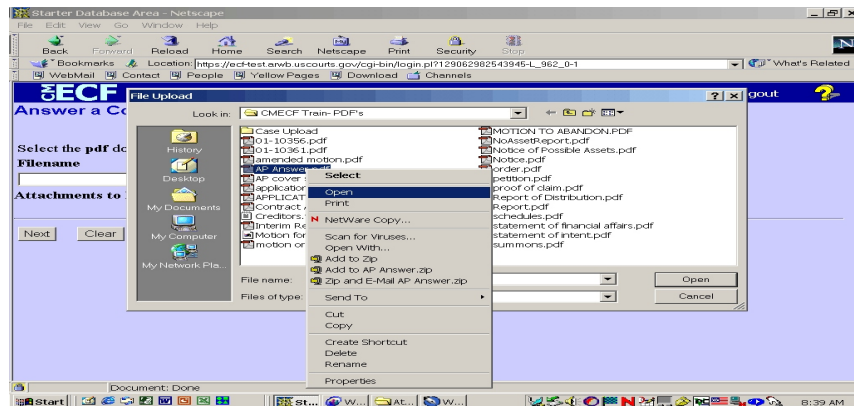 Starter Database Area - Netscape
File Edit View Go Window Help
Back Forward Reload Home Search Netscape Print Security Stop
Bookmarks Location: https://ecf-test.arwb.uscourts.gov/cgi-bin/login.pl?129062982543945-L_962_0-1 What's Related
WebMail Contact People Yellow Pages Download Channels
ECF
gout
?
Answer a Co
Select the pdf do
Filename
Attachments to
Next Clear
File Upload
Look in: CMECF Train- PDF's
History
Desktop
My Documents
My Computer
My Network Pla...
Case Upload
01-10356.pdf
01-10361.pdf
amended motion.pdf
AP Answer.pdf
AP cover
application
APPLICAT
Contract
Creditors.
Interim Re
Motion for
motion or
MOTION TO ABANDON.PDF
NoAssetReport.pdf
Notice of Possible Assets.pdf
Notice.pdf
order.pdf
petition.pdf
proof of claim.pdf
Report of Distribution.pdf
Report.pdf
schedules.pdf
statement of financial affairs.pdf
statement of intent.pdf
summons.pdf
File name: Open
Files of type: Cancel
Select
Open
Print
NetWare Copy...
Scan for Viruses...
Open With...
Add to Zip
Add to AP Answer.zip
Zip and E-Mail AP Answer.zip
Send To
Cut
Copy
Create Shortcut
Delete
Rename
Properties
Document: Done
Start St... W... At... W... 8:39 AM